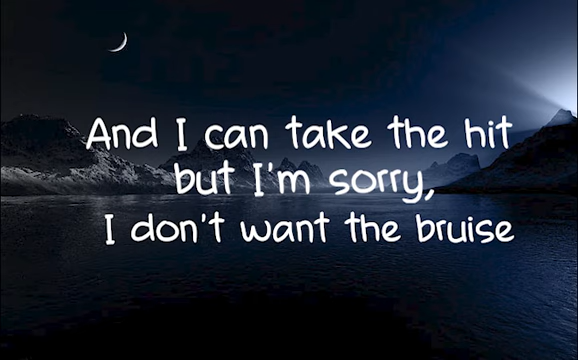 And I can take the hit
but I'm sorry,
I don't want the bruise